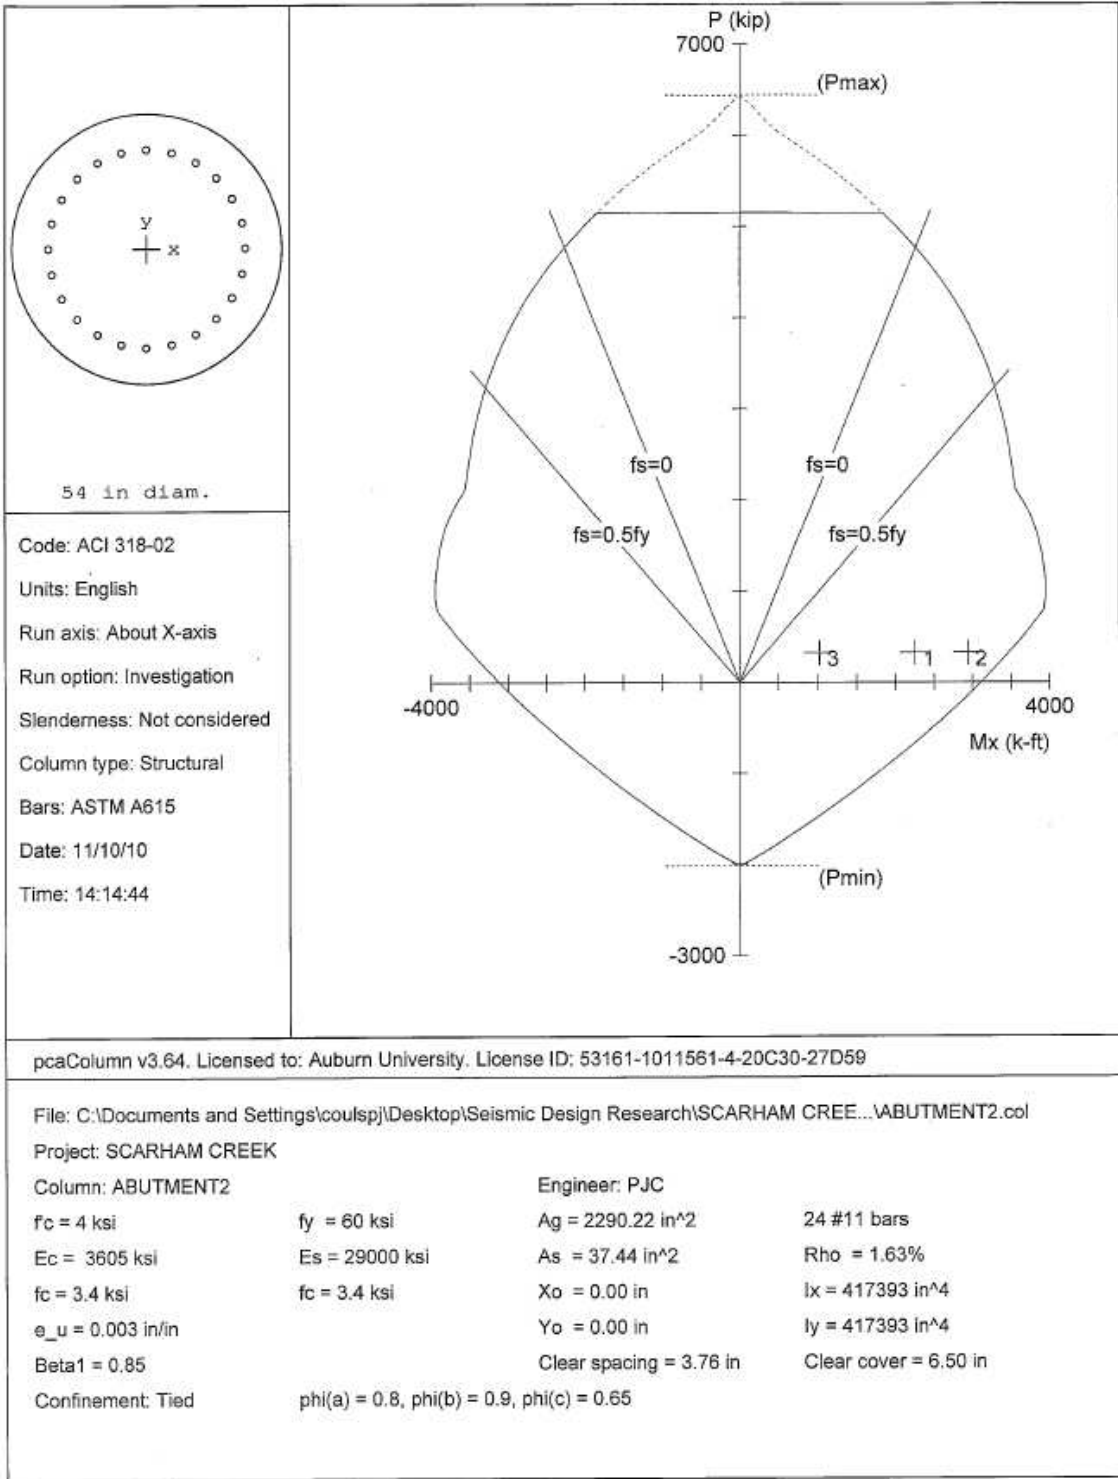 P (kip)
7000
(Pmax)
y
x
fs=0
fs=0
54 in diam.
fs=0.5fy
fs=0.5fy
Code: ACI 318-02
Units: English
Run axis: About X-axis
Run option: Investigation
Slenderness: Not considered
Column type: Structural
Bars: ASTM A615
Date: 11/10/10
Time: 14:14:44
3
1
2
-4000
4000
Mx (k-ft)
(Pmin)
-3000
pcaColumn v3.64. Licensed to: Auburn University. License ID: 53161-1011561-4-20C30-27D59
File: C:\Documents and Settings\coulspj\Desktop\Seismic Design Research\SCARHAM CREE...\ABUTMENT2.col
Project: SCARHAM CREEK
Column: ABUTMENT2 Engineer: PJC
f'c = 4 ksi fy = 60 ksi Ag = 2290.22 in^2 24 #11 bars
Ec = 3605 ksi Es = 29000 ksi As = 37.44 in^2 Rho = 1.63%
fc = 3.4 ksi fc = 3.4 ksi Xo = 0.00 in Ix = 417393 in^4
e_u = 0.003 in/in Yo = 0.00 in Iy = 417393 in^4
Beta1 = 0.85 Clear spacing = 3.76 in Clear cover = 6.50 in
Confinement: Tied phi(a) = 0.8, phi(b) = 0.9, phi(c) = 0.65